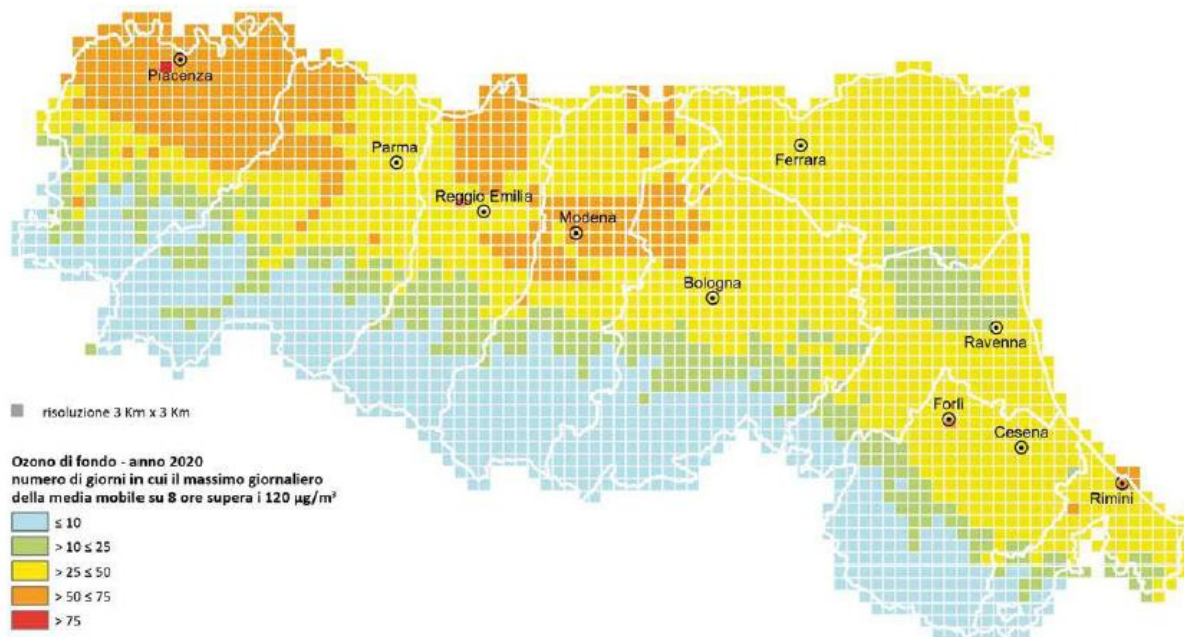 Piacenza
Parma
Ferrara
Reggio Emilia
Modena
Bologna
Ravenna
Forlì
Cesena
Rimini
risoluzione 3 Km x 3 Km
Ozono di fondo - anno 2020
numero di giorni in cui il massimo giornaliero
della media mobile su 8 ore supera i 120 µg/m³
≤ 10
> 10 ≤ 25
> 25 ≤ 50
> 50 ≤ 75
> 75